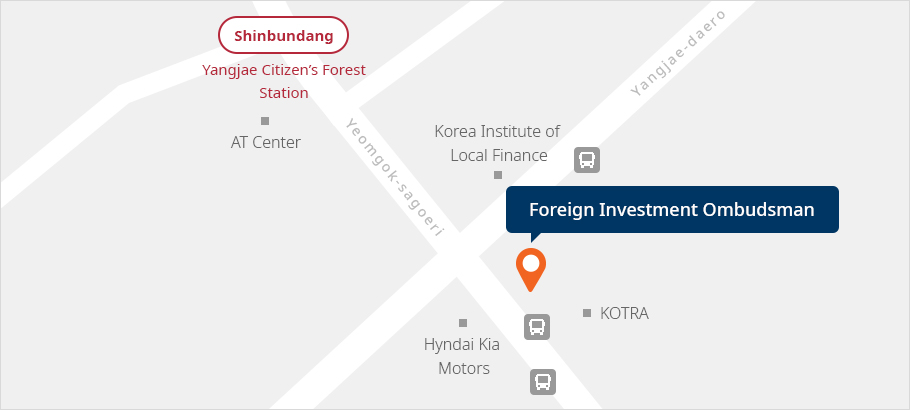 Shinbundang
Yangjae Citizen's Forest
Station
AT Center
Yeomgok-sagoeri
Yangjae-daero
Korea Institute of
Local Finance
Foreign Investment Ombudsman
KOTRA
Hyndai Kia
Motors